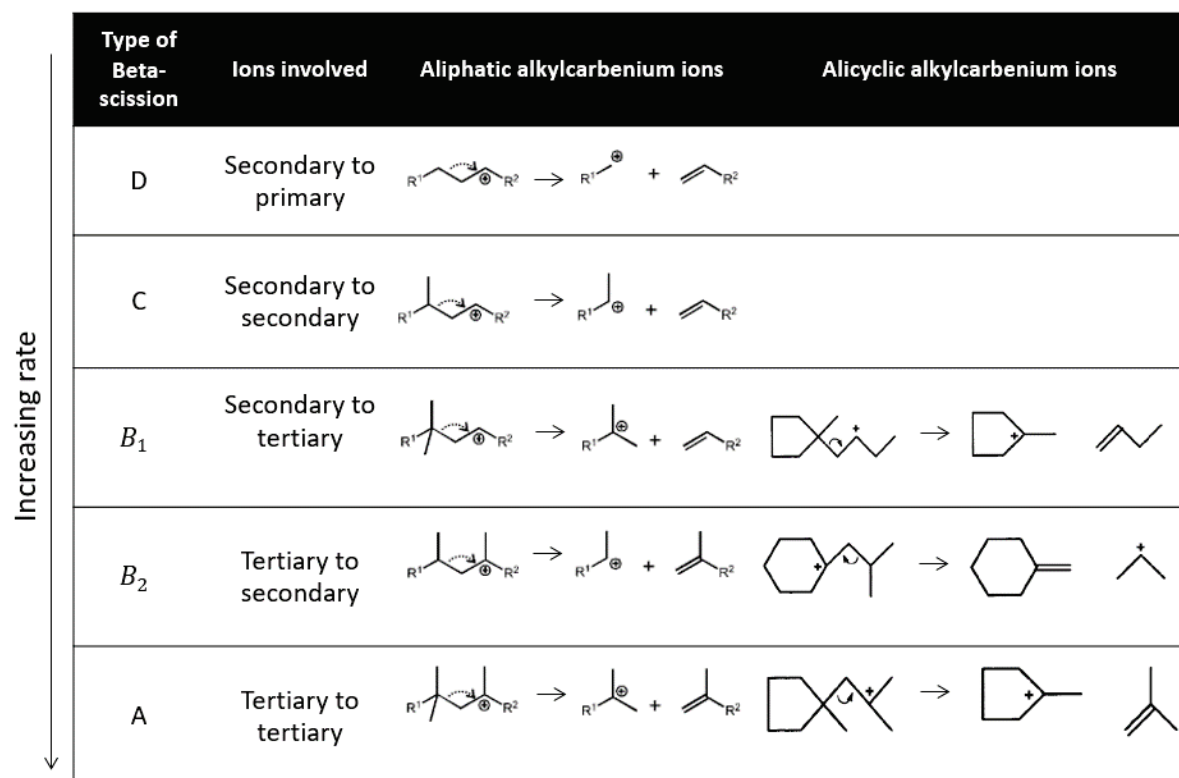 Type of
Beta-
scission
Ions involved
Aliphatic alkylcarbenium ions
Alicyclic alkylcarbenium ions
Increasing rate
D
Secondary to
primary
R¹ ⊕ R² → R¹ ⊕ + R²
C
Secondary to
secondary
R¹ ⊕ R² → R¹ ⊕ + R²
B₁
Secondary to
tertiary
R¹ ⊕ R² → R¹ ⊕ + R²
+ → +
B₂
Tertiary to
secondary
R¹ ⊕ R² → R¹ ⊕ + R²
+ → +
A
Tertiary to
tertiary
R¹ ⊕ R² → R¹ ⊕ + R²
+ → +